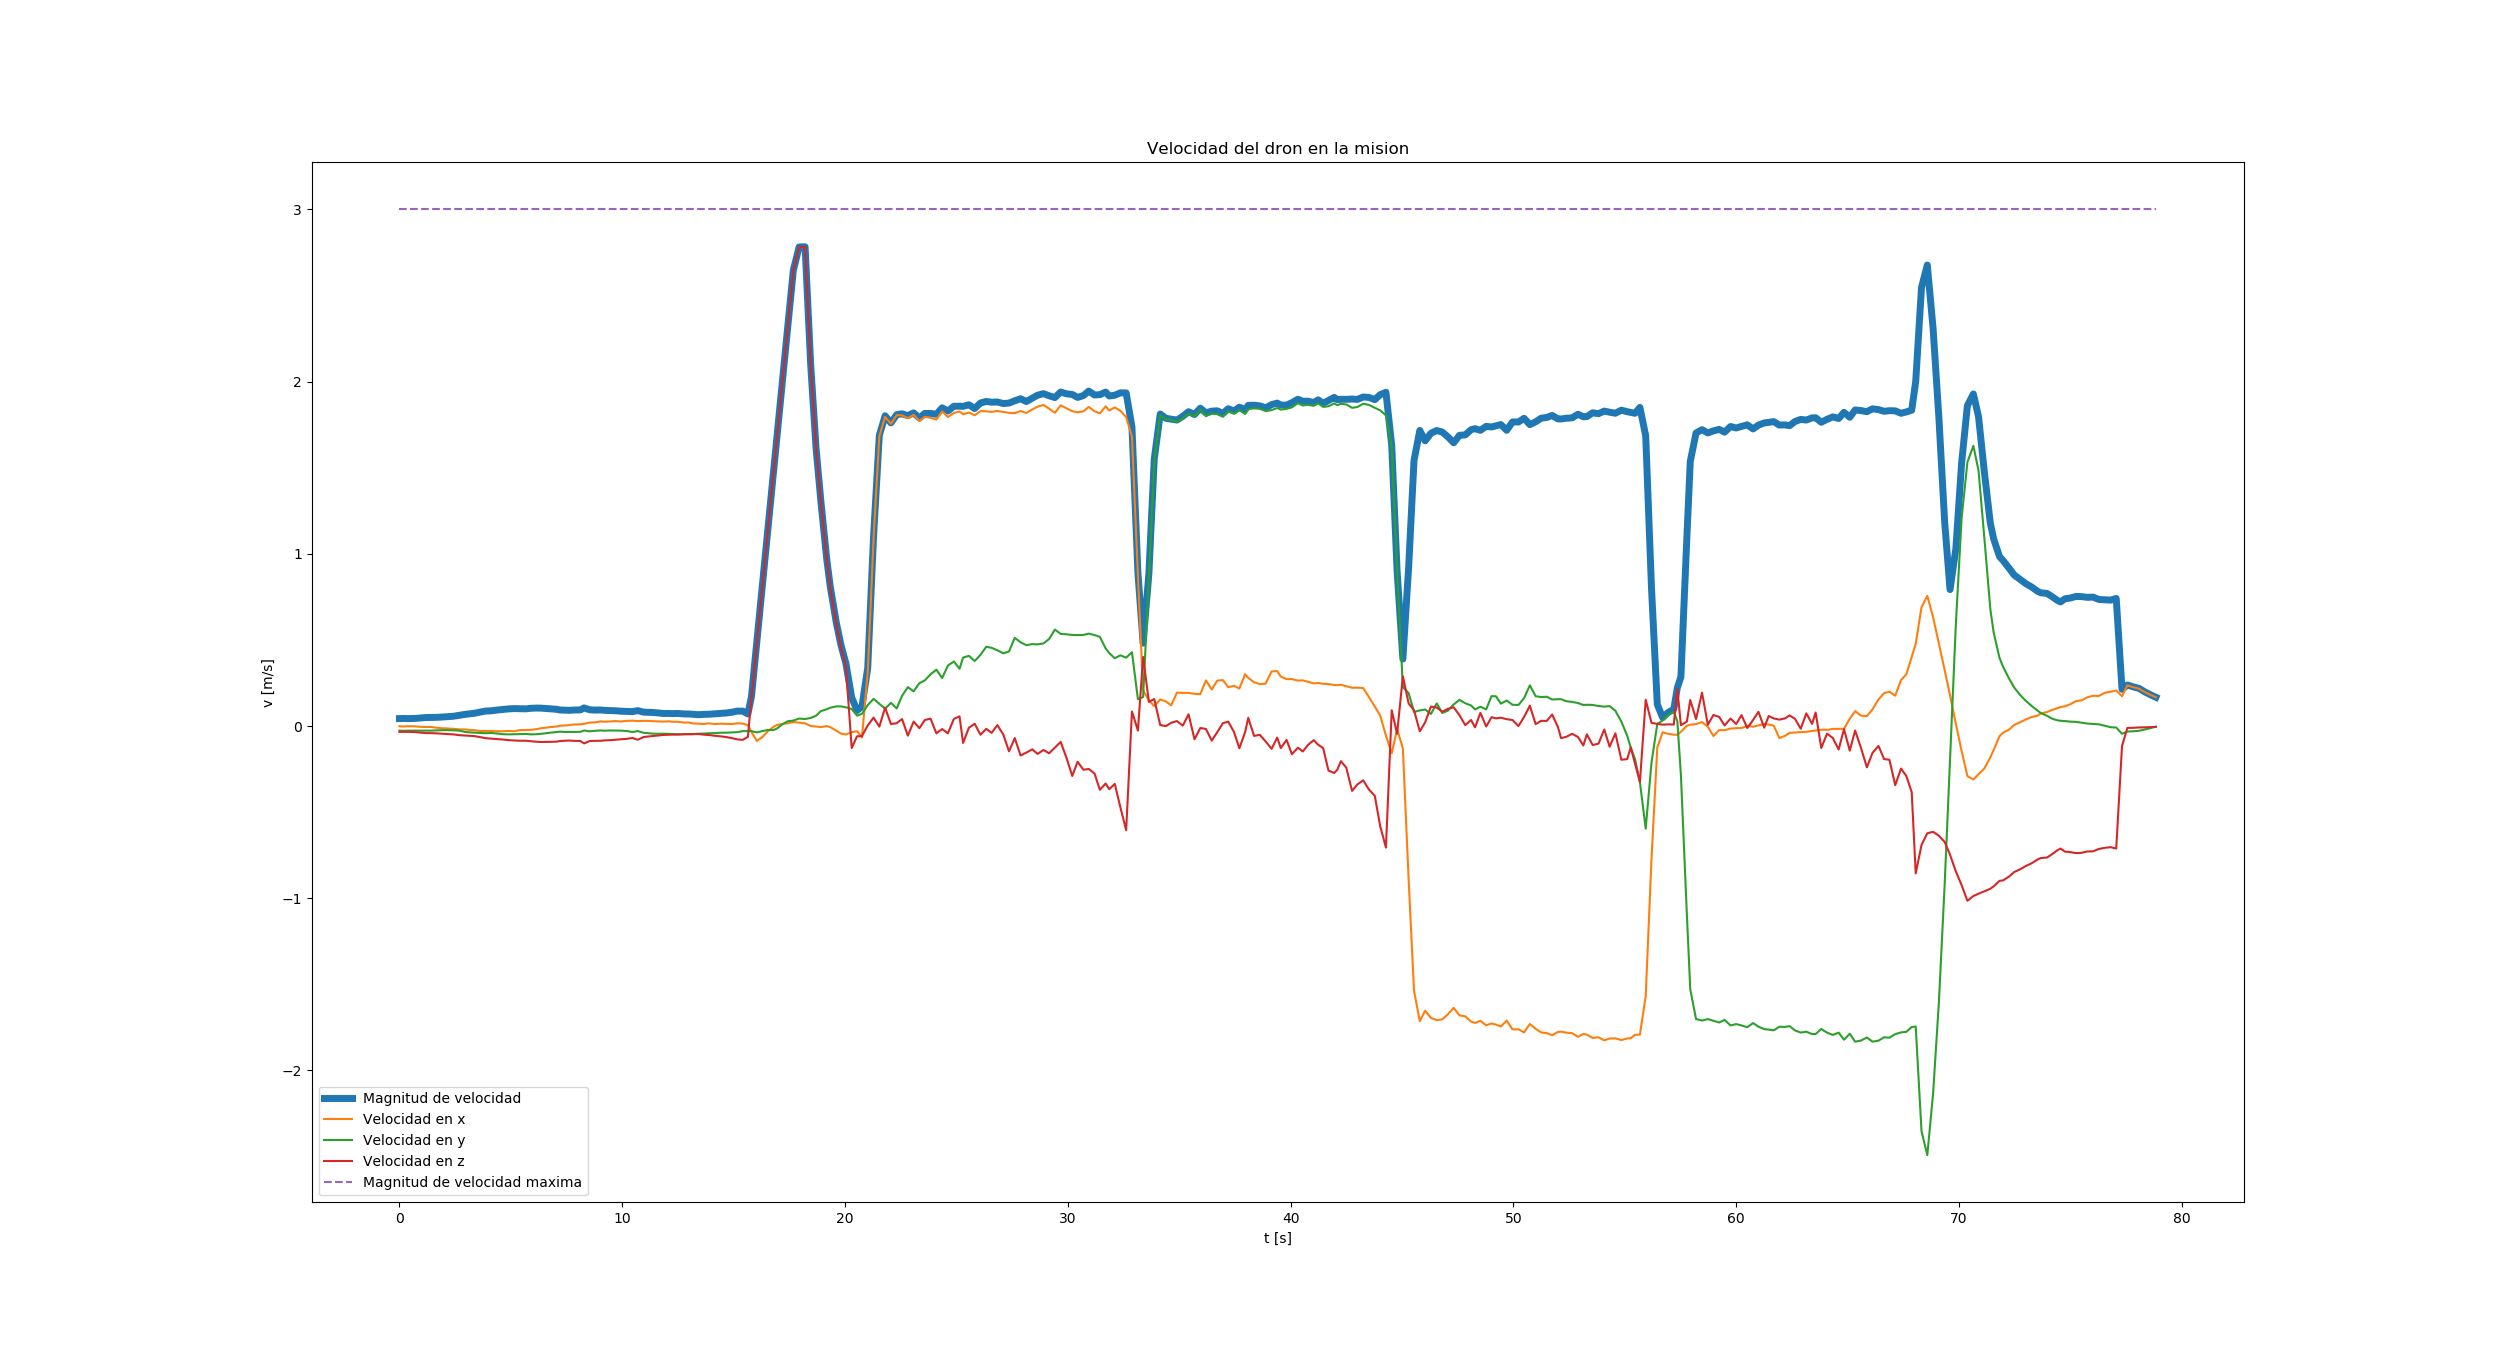 Velocidad del dron en la mision
v [m/s]
3
2
1
0
−1
−2
Magnitud de velocidad
Velocidad en x
Velocidad en y
Velocidad en z
Magnitud de velocidad maxima
0 10 20 30 40 50 60 70 80
t [s]